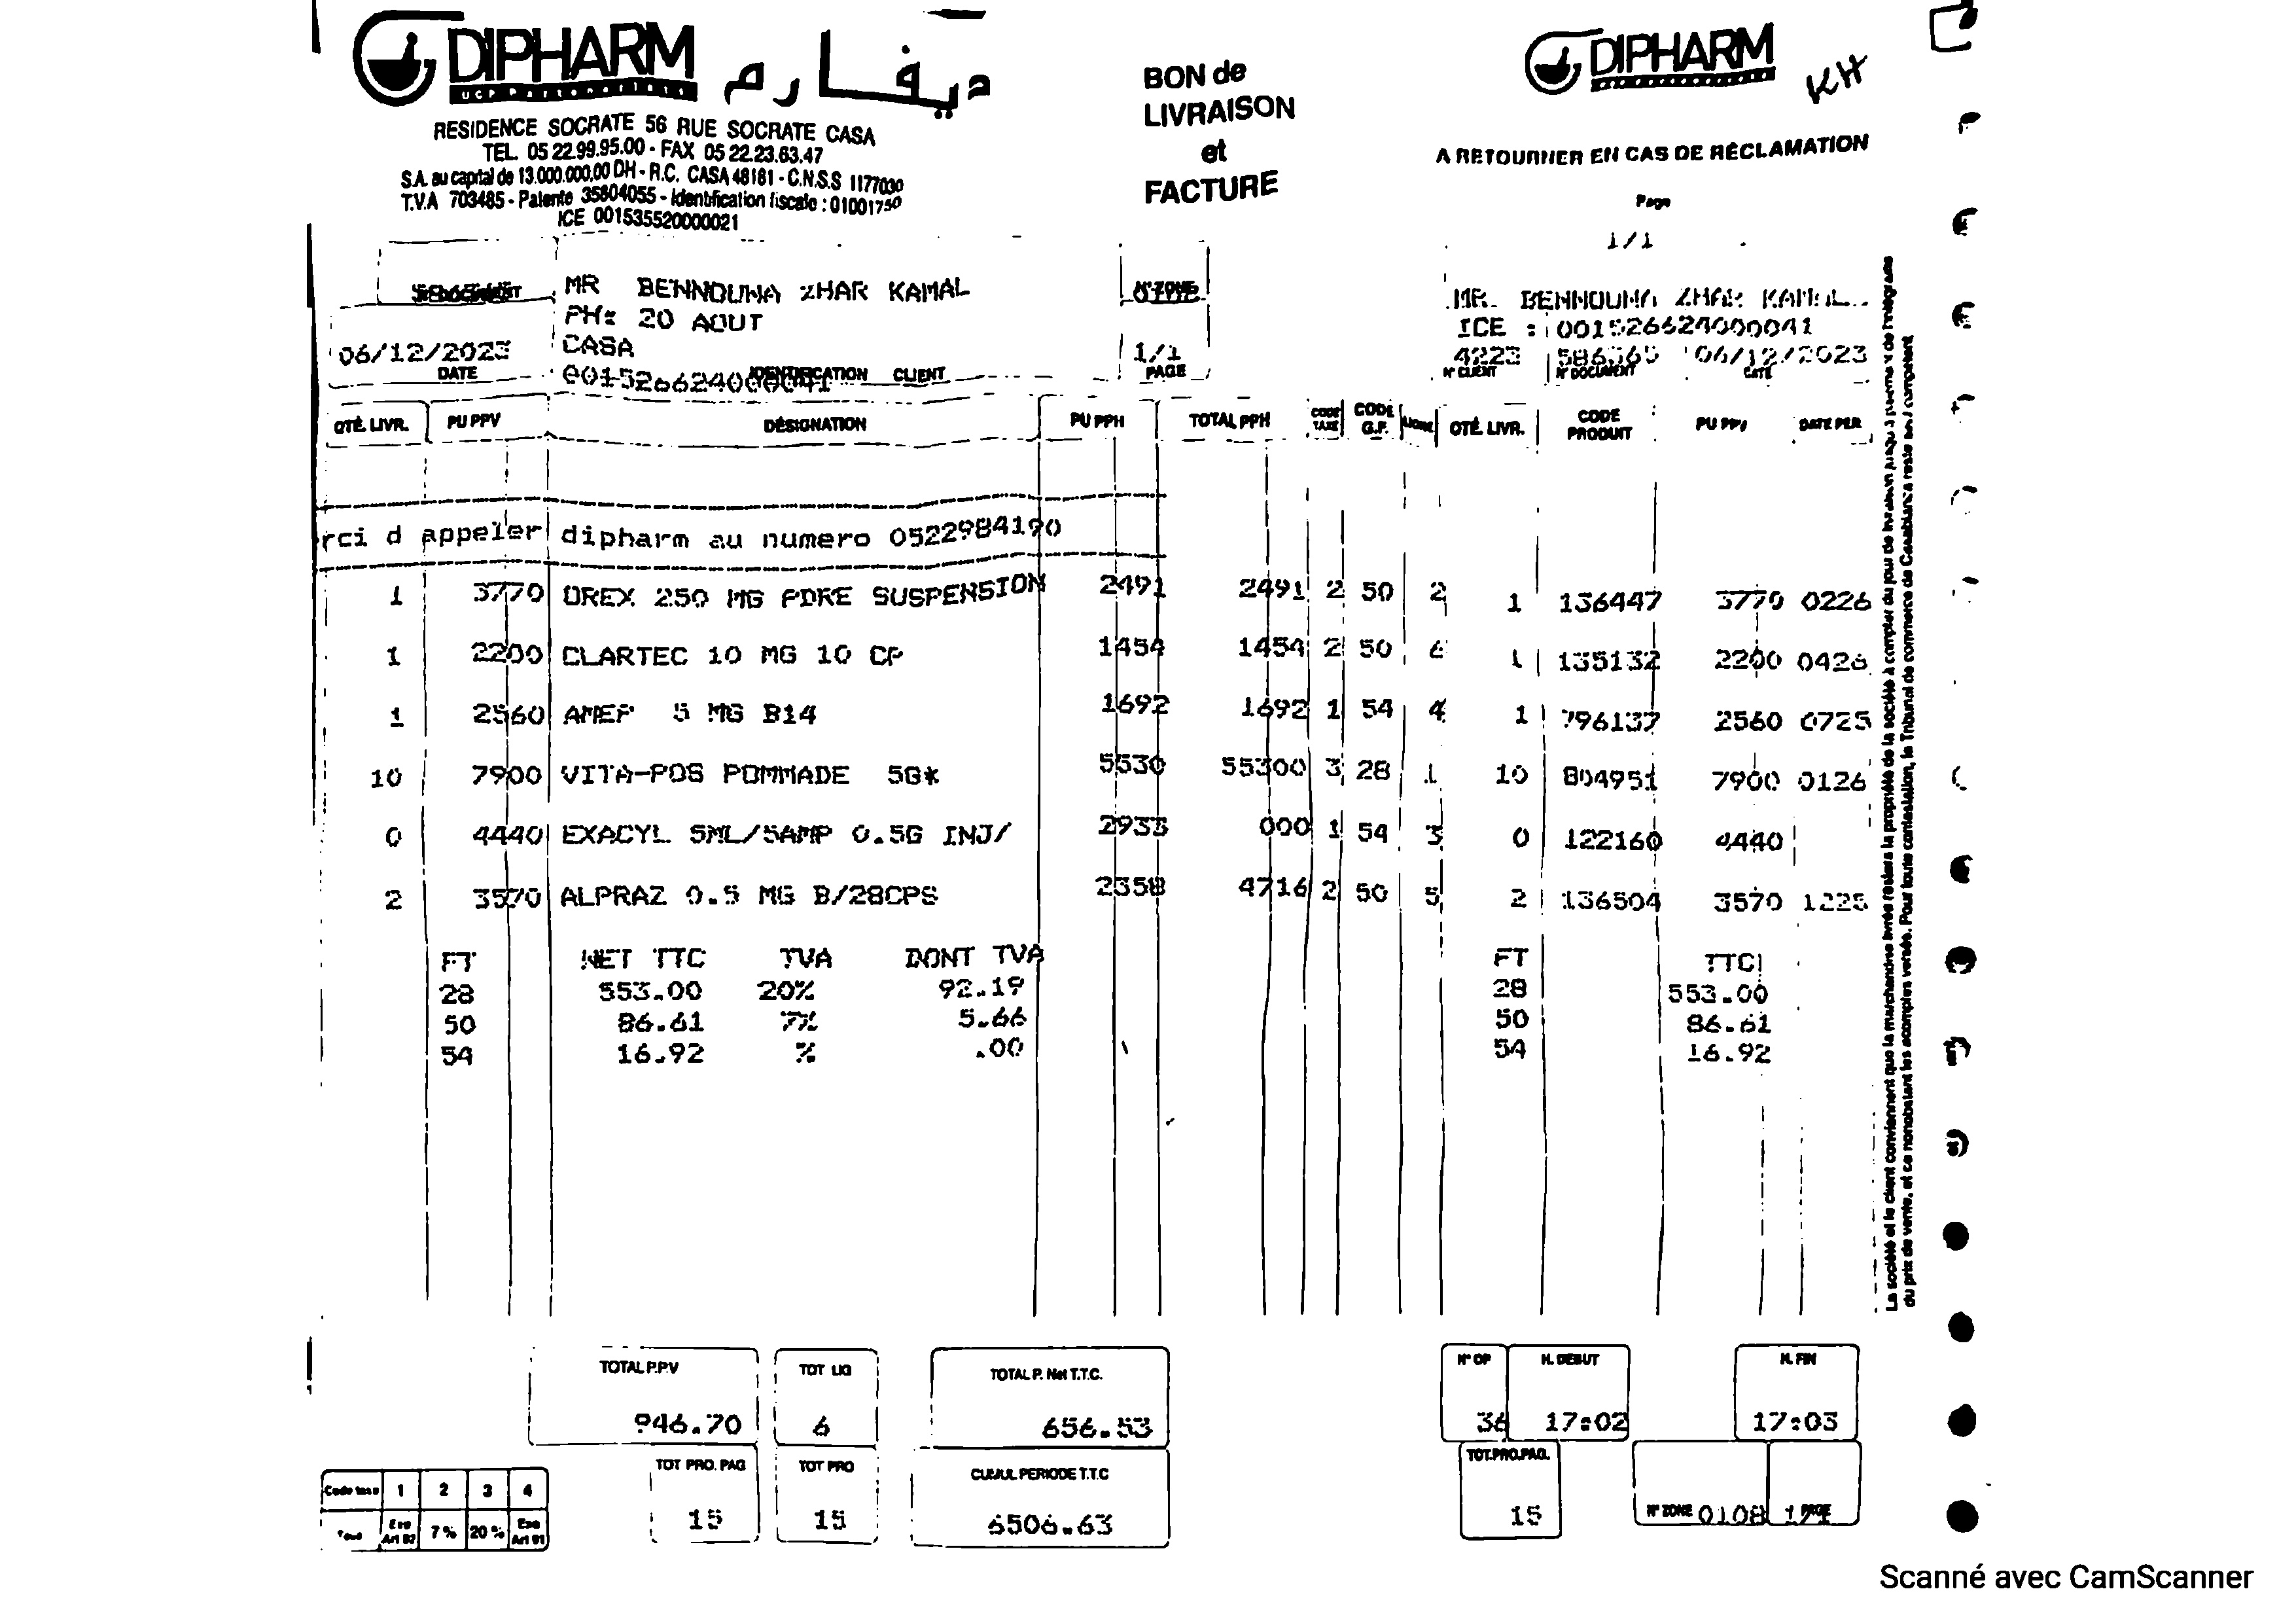 DIPHARM ديفارم
UCP Partenariats
RESIDENCE SOCRATE 56 RUE SOCRATE CASA
TEL. 05 22.99.95.00 - FAX 05 22.23.63.47
S.A. au capital de 13.000.000,00 DH - R.C. CASA 48181 - C.N.S.S 1177030
T.V.A 703485 - Patente 35804055 - Identification fiscale : 01001750
ICE 001535520000021
BON de
LIVRAISON
et
FACTURE
DIPHARM
KH
A RETOURNER EN CAS DE RÉCLAMATION
Page
1/1
MR BENNOUNA ZHAR KAMAL
PH: 20 AOUT
CASA
001526624000041
IDENTIFICATION CLIENT
06/12/2023
DATE
N° ZONE
1/1
PAGE
MR. BENNOUNA ZHAR KAMAL
ICE : 001526624000041
4223 586365 06/12/2023
N° CLIENT N° DOCUMENT DATE
QTÉ. LIVR. PU PPV DÉSIGNATION PU PPH TOTAL PPH CODE TAXE CODE G.F. LIGNE QTÉ. LIVR. CODE PRODUIT PU PPV DATE PER
rci d appeler dipharm au numero 0522984190
1 3770 OREX 250 MG PDRE SUSPENSION 2491 2491 2 50 2 1 136447 3770 0226
1 2200 CLARTEC 10 MG 10 CP 1454 1454 2 50 6 1 135132 2200 0426
1 2560 AMEP 5 MG B14 1692 1692 1 54 4 1 796137 2560 0725
10 7900 VITA-POS POMMADE 5G* 5530 55300 3 28 1 10 804951 7900 0126
0 4440 EXACYL 5ML/5AMP 0.5G INJ/ 2933 000 1 54 3 0 122160 4440
2 3570 ALPRAZ 0.5 MG B/28CPS 2358 4716 2 50 5 2 136504 3570 1225
FT NET TTC TVA DONT TVA FT TTC
28 553.00 20% 92.19 28 553.00
50 86.61 7% 5.66 50 86.61
54 16.92 % .00 54 16.92
La société et le client conviennent que la marchandise livrée restera la propriété de la société à compter du jour de livraison jusqu'à paiement de l'intégralité
du prix de vente, et ce nonobstant les acomptes versés. Pour toute contestation, le Tribunal de commerce de Casablanca reste seul compétent
TOTAL P.P.V TOT LIG TOTAL P. Net T.T.C. N° OP H. DEBUT H. FIN
946.70 6 656.53 36 17:02 17:03
TOT PRO. PAG TOT PRO CUMUL PERIODE T.T.C TOT.PRO.PAG.
15 15 6506.63 15 N° ZONE 0108 1/1 PAGE
Code taxe 1 2 3 4
Taux Exo Art 92 7 % 20 % Exo Art 91
Scanné avec CamScanner